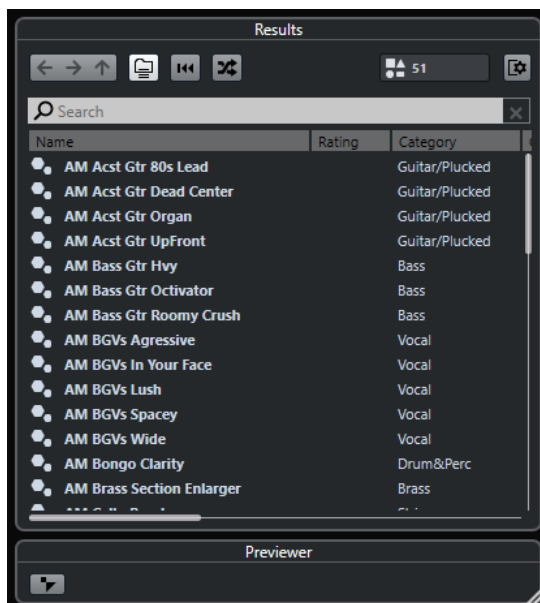 Results
51
Search
Name Rating Category
AM Acst Gtr 80s Lead Guitar/Plucked
AM Acst Gtr Dead Center Guitar/Plucked
AM Acst Gtr Organ Guitar/Plucked
AM Acst Gtr UpFront Guitar/Plucked
AM Bass Gtr Hvy Bass
AM Bass Gtr Octivator Bass
AM Bass Gtr Roomy Crush Bass
AM BGVs Agressive Vocal
AM BGVs In Your Face Vocal
AM BGVs Lush Vocal
AM BGVs Spacey Vocal
AM BGVs Wide Vocal
AM Bongo Clarity Drum&Perc
AM Brass Section Enlarger Brass
Previewer